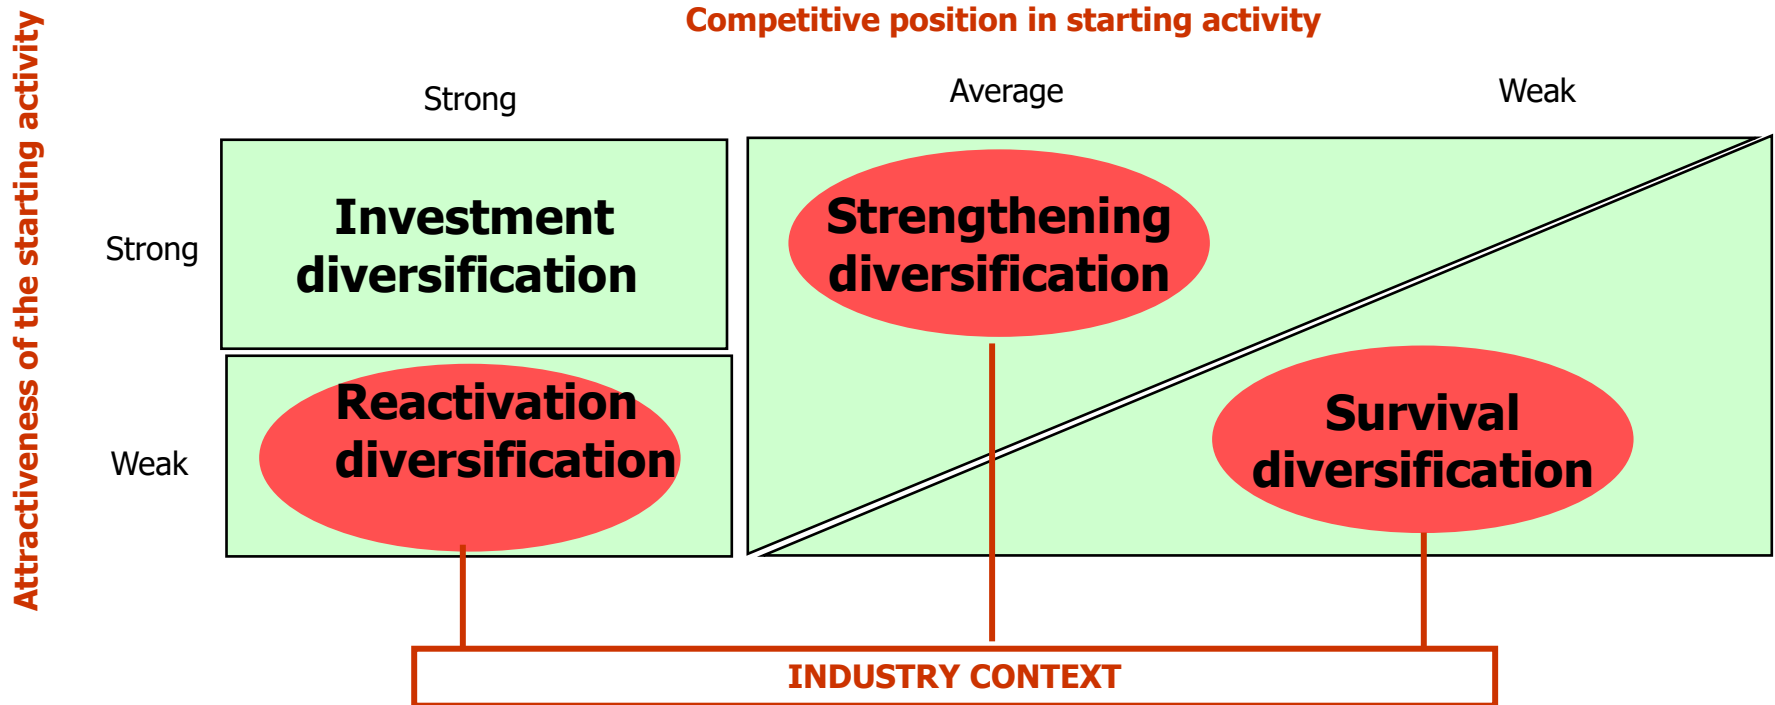 Competitive position in starting activity
Attractiveness of the starting activity
Strong
Average
Weak
Strong
Investment
diversification
Strengthening
diversification
Weak
Reactivation
diversification
Survival
diversification
INDUSTRY CONTEXT